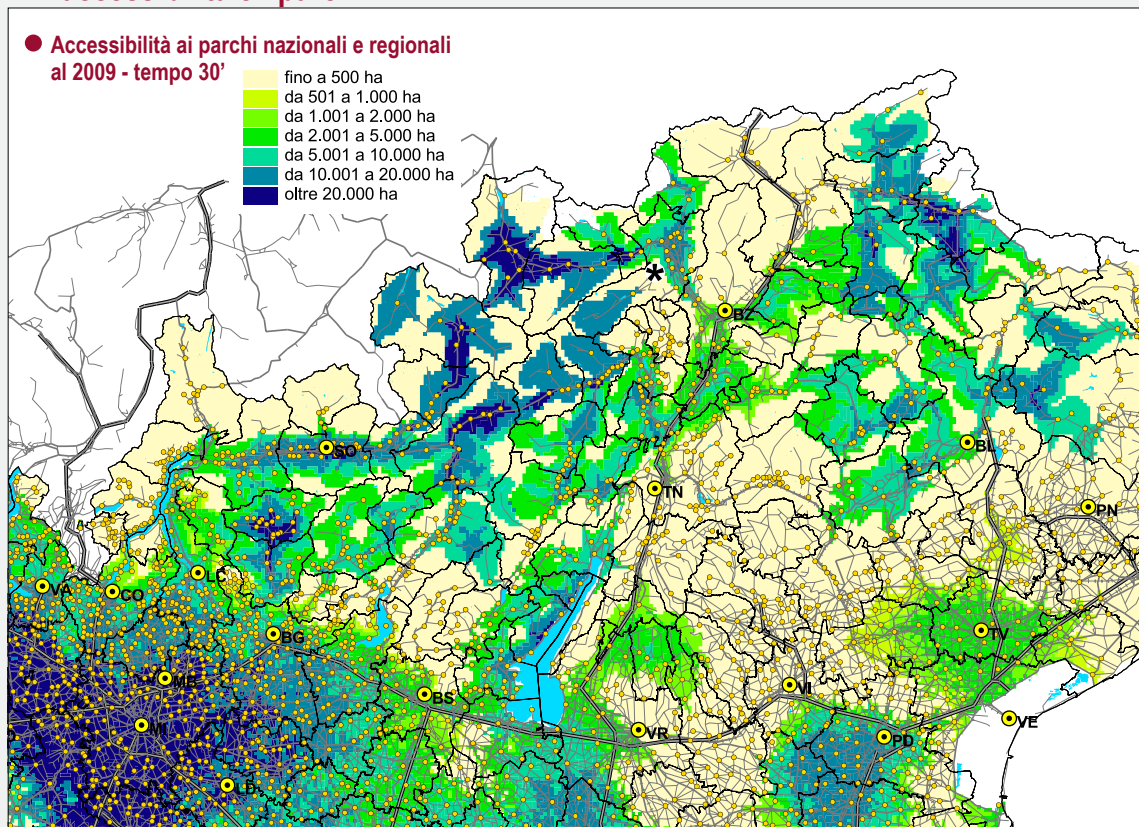 Accessibilità ai parchi nazionali e regionali
al 2009 - tempo 30’
fino a 500 ha
da 501 a 1.000 ha
da 1.001 a 2.000 ha
da 2.001 a 5.000 ha
da 5.001 a 10.000 ha
da 10.001 a 20.000 ha
oltre 20.000 ha
*
BZ
SO
BL
TN
PN
LC
VA
CO
BG
TV
MB
VI
BS
VE
MI
VR
PD
LO